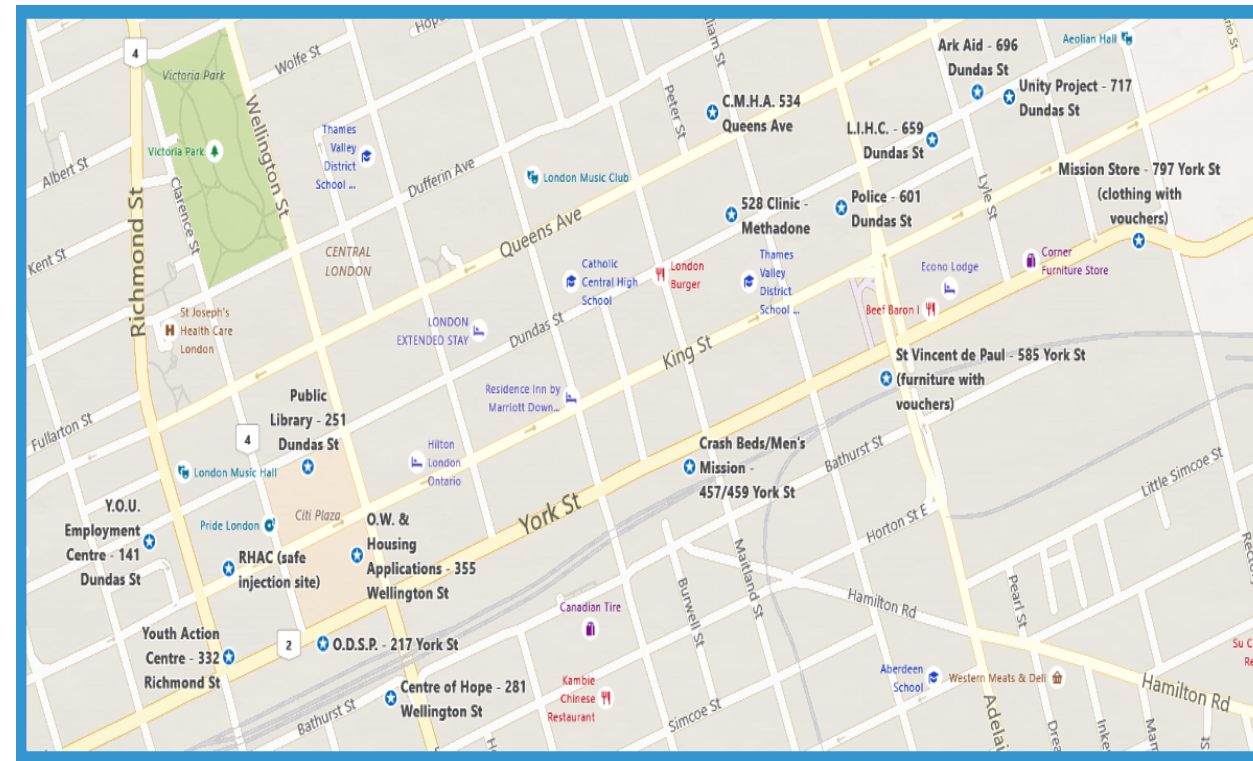 Hope St
4
Victoria Park
Wolfe St
Wellington St
Victoria Park
Albert St
Clarence St
Richmond St
Kent St
Thames
Valley
District
School ...
Dufferin Ave
CENTRAL
LONDON
Queens Ave
London Music Club
Peter St
William St
C.M.H.A. 534
Queens Ave
Ark Aid - 696
Dundas St
Aeolian Hall
Unity Project - 717
Dundas St
L.I.H.C. - 659
Dundas St
Mission Store - 797 York St
(clothing with
vouchers)
Lyle St
528 Clinic -
Methadone
Police - 601
Dundas St
Catholic
Central High
School
London
Burger
Thames
Valley
District
School ...
Econo Lodge
Corner
Furniture Store
Beef Baron I
St Joseph's
Health Care
London
LONDON
EXTENDED STAY
Dundas St
King St
Residence Inn by
Marriott Down...
St Vincent de Paul - 585 York St
(furniture with
vouchers)
Public
Library - 251
Dundas St
Fullarton St
4
London Music Hall
Hilton
London
Ontario
Crash Beds/Men's
Mission -
457/459 York St
Bathurst St
Little Simcoe St
Y.O.U.
Employment
Centre - 141
Dundas St
Pride London
Citi Plaza
O.W. &
Housing
Applications - 355
Wellington St
RHAC (safe
injection site)
York St
Horton St E
Maitland St
Burwell St
Hamilton Rd
Pearl St
Canadian Tire
Youth Action
Centre - 332
Richmond St
2
O.D.S.P. - 217 York St
Centre of Hope - 281
Wellington St
Bathurst St
Kambie
Chinese
Restaurant
Simcoe St
Aberdeen
School
Western Meats & Deli
Hamilton Rd
Su C
Re
Adelai
Drea
Inke
Mam